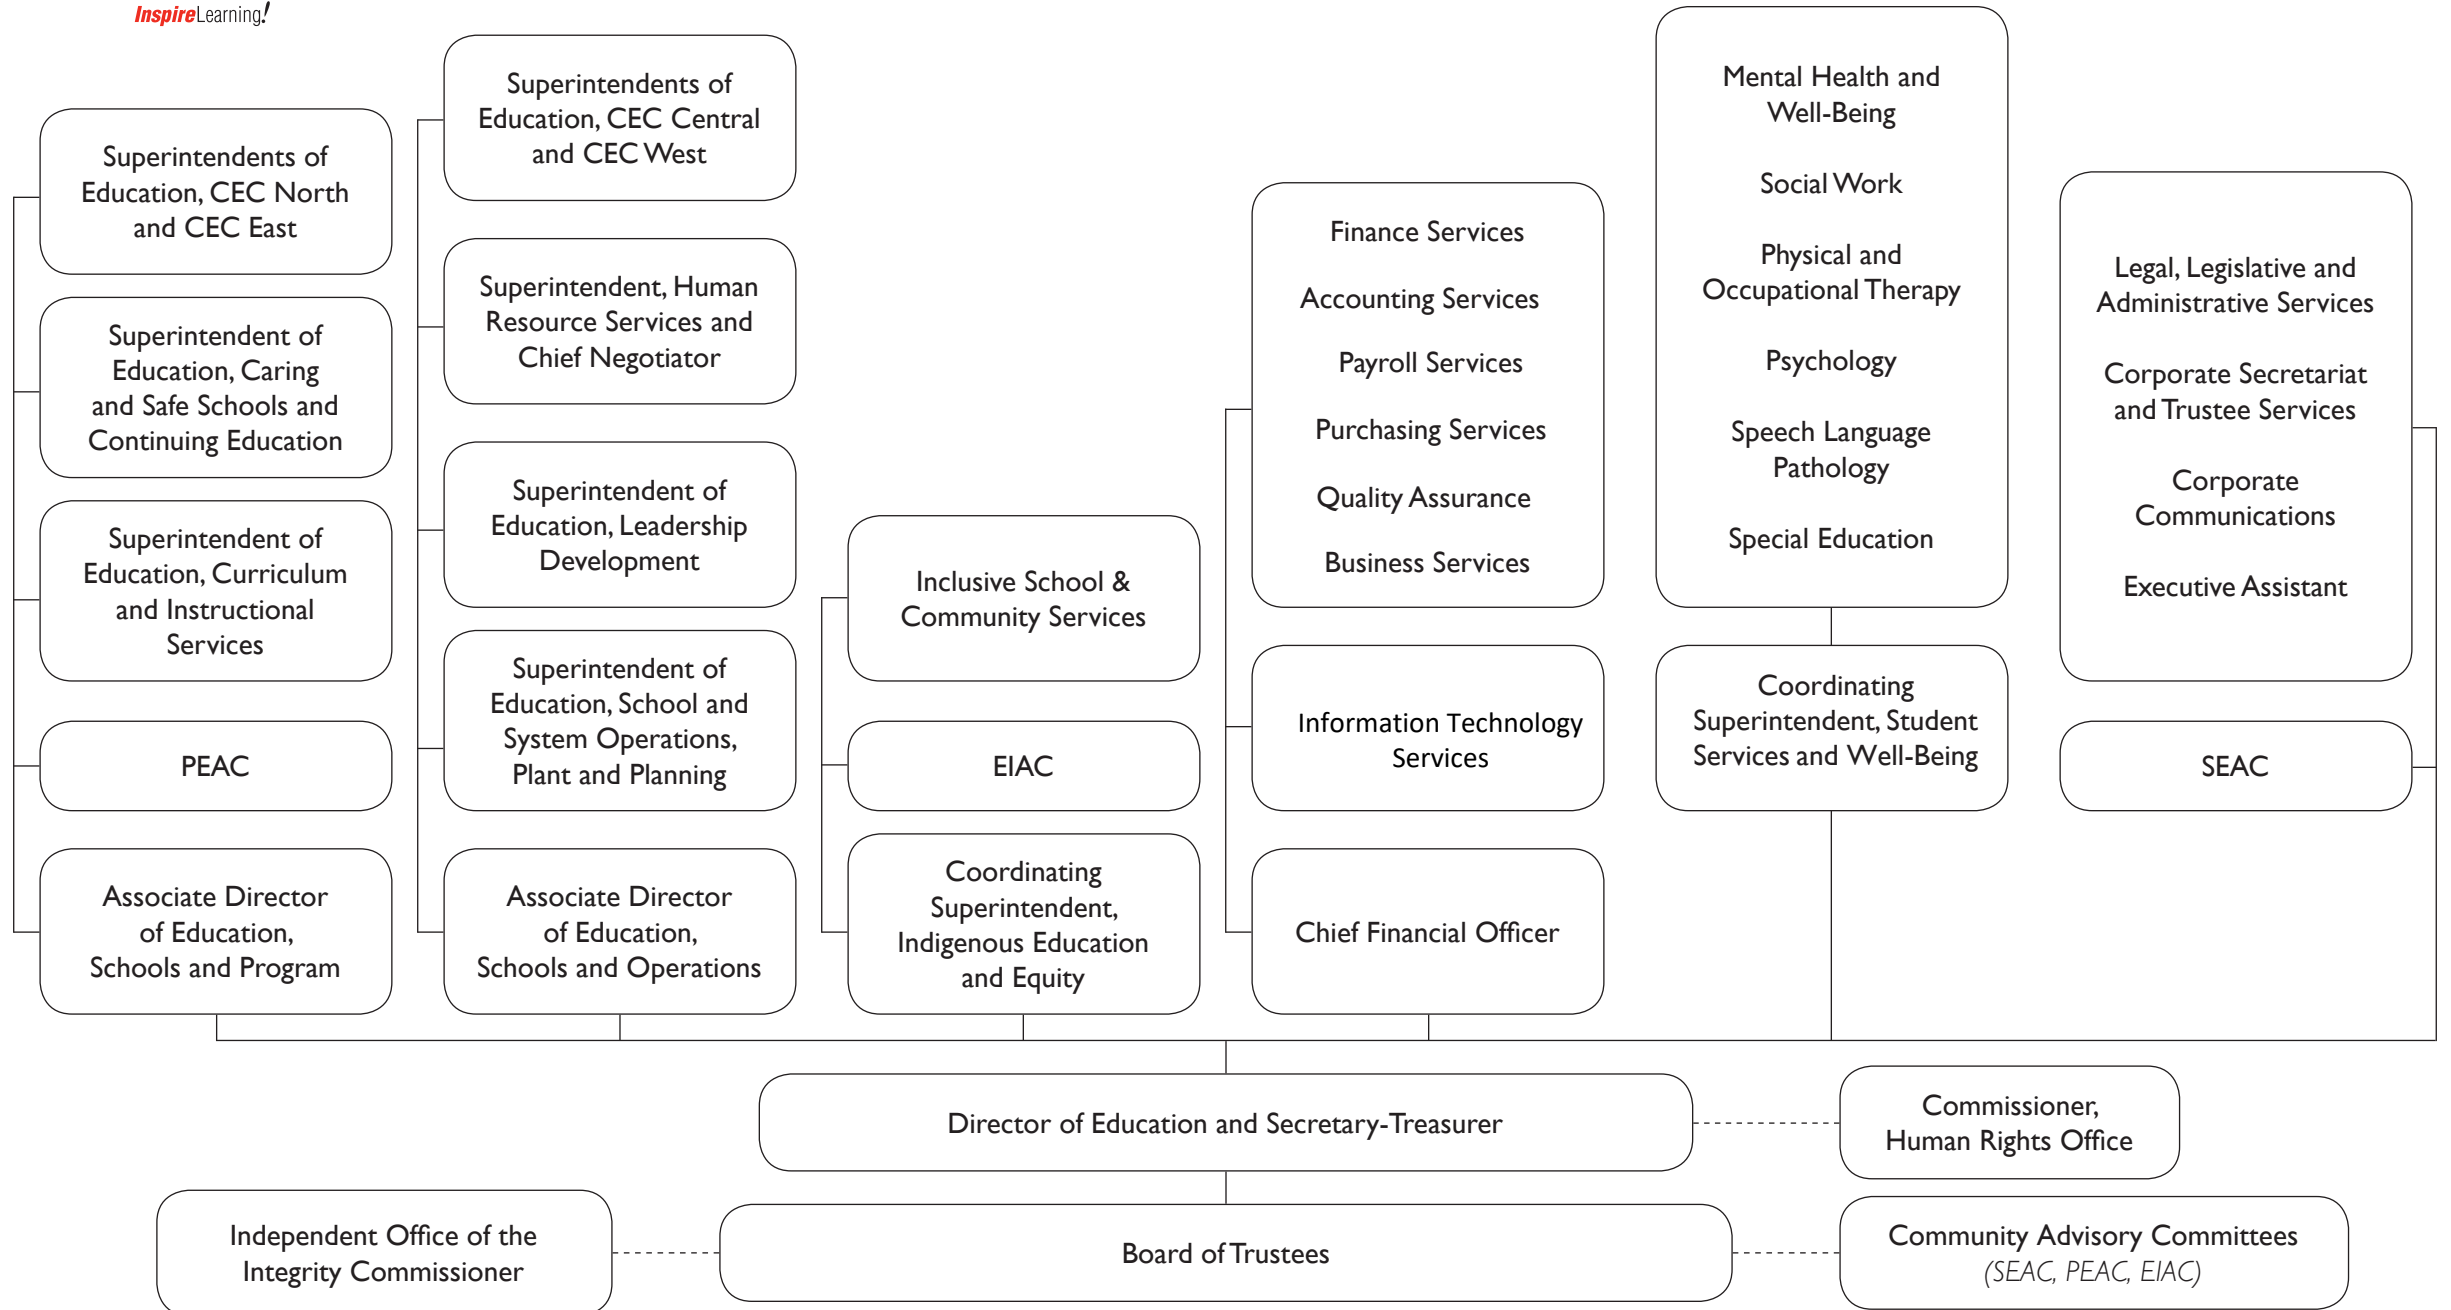 InspireLearning!
Superintendents of
Education, CEC North
and CEC East
Superintendent of
Education, Caring
and Safe Schools and
Continuing Education
Superintendent of
Education, Curriculum
and Instructional
Services
PEAC
Associate Director
of Education,
Schools and Program
Superintendents of
Education, CEC Central
and CEC West
Superintendent, Human
Resource Services and
Chief Negotiator
Superintendent of
Education, Leadership
Development
Superintendent of
Education, School and
System Operations,
Plant and Planning
Associate Director
of Education,
Schools and Operations
Inclusive School &
Community Services
EIAC
Coordinating
Superintendent,
Indigenous Education
and Equity
Finance Services
Accounting Services
Payroll Services
Purchasing Services
Quality Assurance
Business Services
Information Technology
Services
Chief Financial Officer
Mental Health and
Well-Being
Social Work
Physical and
Occupational Therapy
Psychology
Speech Language
Pathology
Special Education
Coordinating
Superintendent, Student
Services and Well-Being
Legal, Legislative and
Administrative Services
Corporate Secretariat
and Trustee Services
Corporate
Communications
Executive Assistant
SEAC
Director of Education and Secretary-Treasurer
Commissioner,
Human Rights Office
Independent Office of the
Integrity Commissioner
Board of Trustees
Community Advisory Committees
(SEAC, PEAC, EIAC)